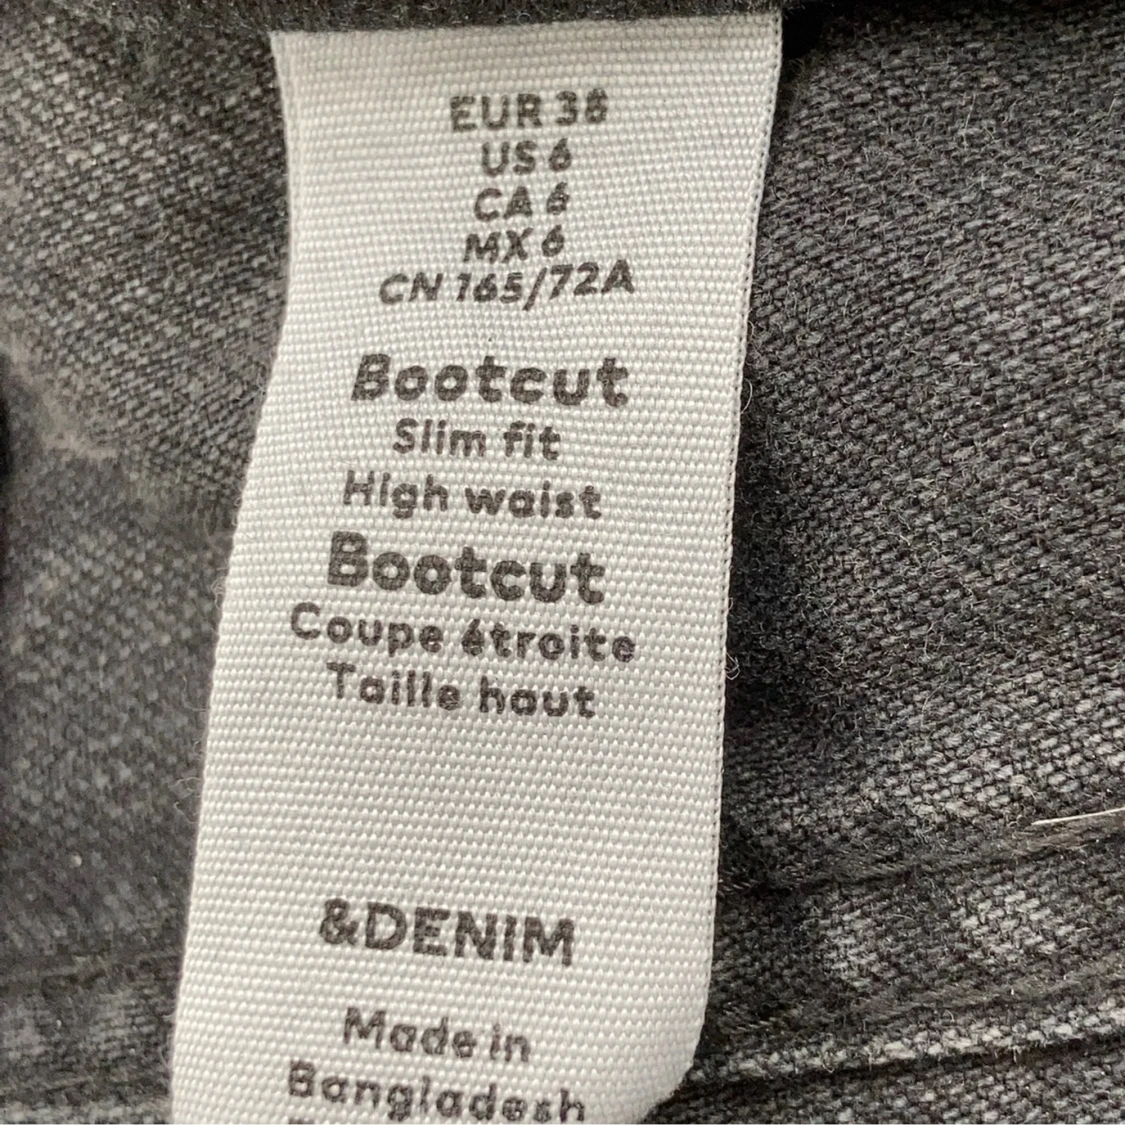 EUR 38
US 6
CA 6
MX 6
CN 165/72A
Bootcut
Slim fit
High waist
Bootcut
Coupe étroite
Taille haut
&DENIM
Made in
Bangladesh